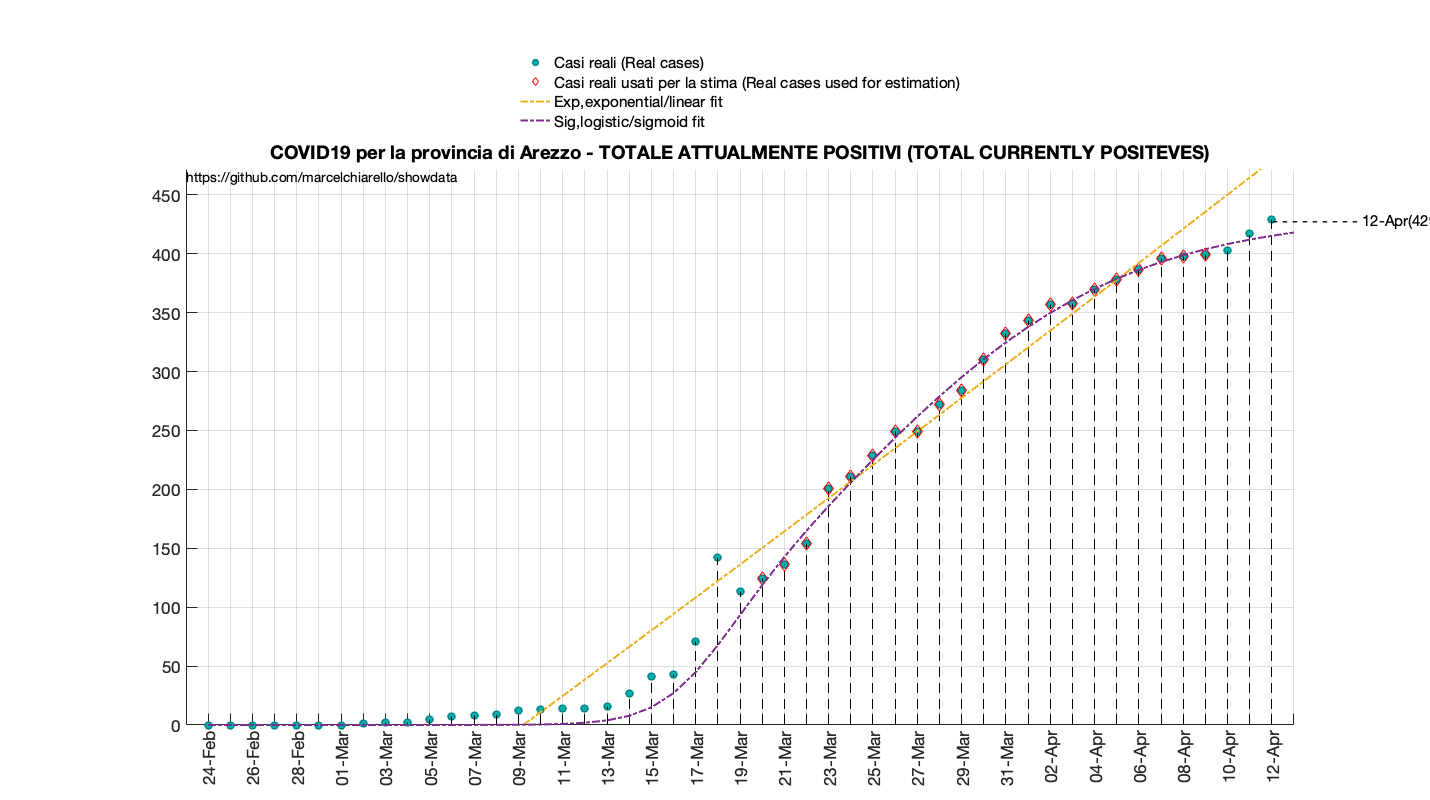 Casi reali (Real cases)
Casi reali usati per la stima (Real cases used for estimation)
Exp,exponential/linear fit
Sig,logistic/sigmoid fit
COVID19 per la provincia di Arezzo - TOTALE ATTUALMENTE POSITIVI (TOTAL CURRENTLY POSITEVES)
https://github.com/marcelchiarello/showdata
450
400
350
300
250
200
150
100
50
0
12-Apr(429
24-Feb
26-Feb
28-Feb
01-Mar
03-Mar
05-Mar
07-Mar
09-Mar
11-Mar
13-Mar
15-Mar
17-Mar
19-Mar
21-Mar
23-Mar
25-Mar
27-Mar
29-Mar
31-Mar
02-Apr
04-Apr
06-Apr
08-Apr
10-Apr
12-Apr